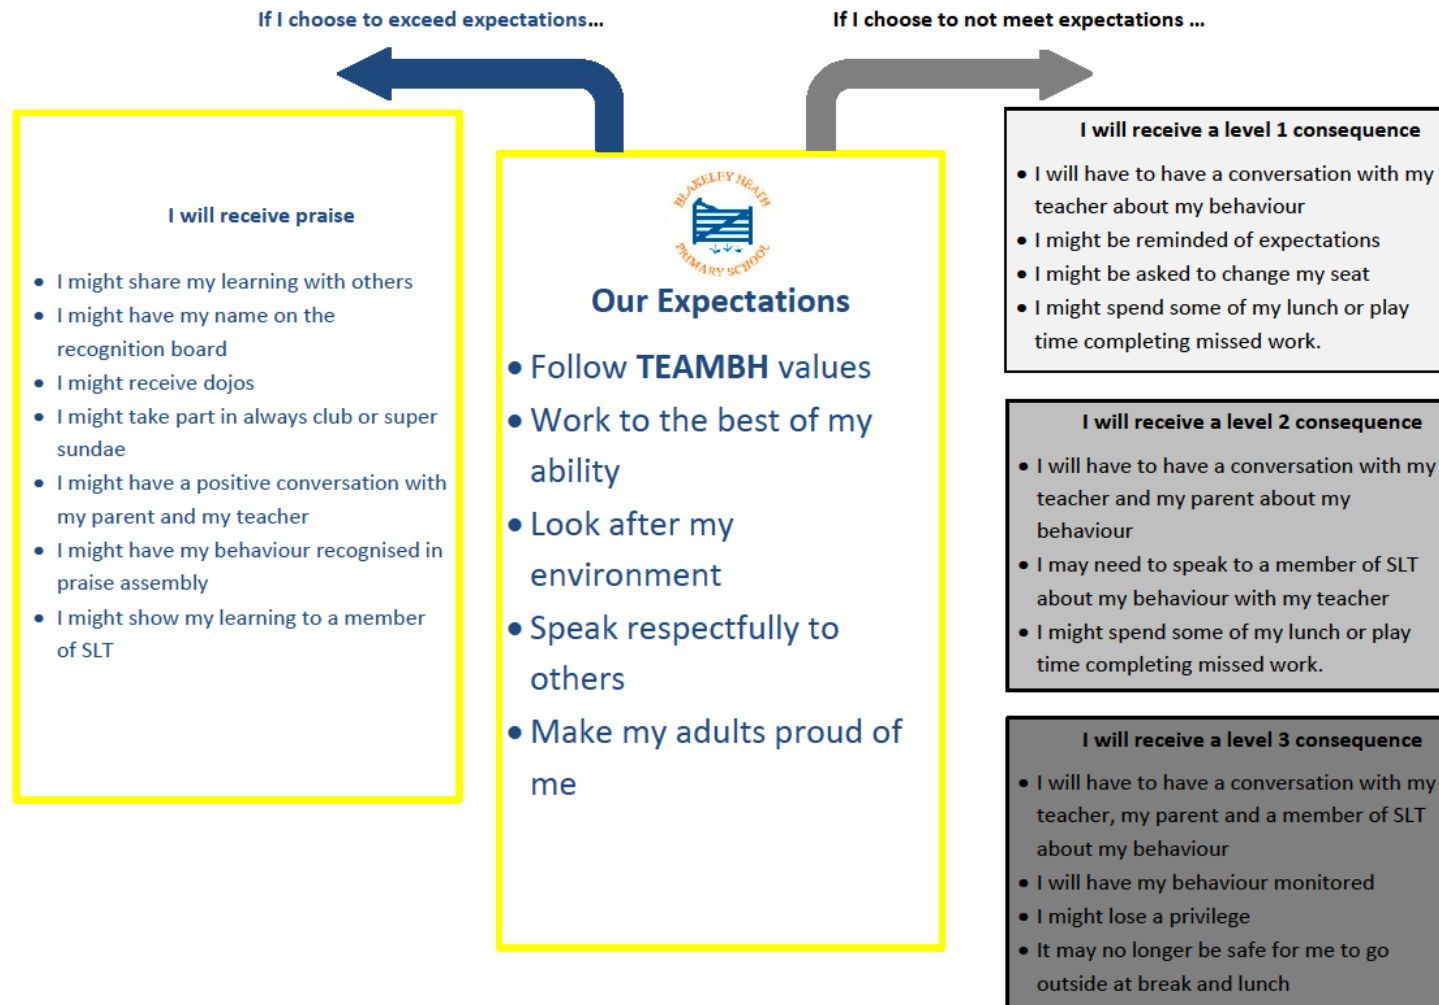 If I choose to exceed expectations...
If I choose to not meet expectations ...
I will receive praise
• I might share my learning with others
• I might have my name on the
recognition board
• I might receive dojos
• I might take part in always club or super
sundae
• I might have a positive conversation with
my parent and my teacher
• I might have my behaviour recognised in
praise assembly
• I might show my learning to a member
of SLT
BLAKELEY HEATH
PRIMARY SCHOOL
Our Expectations
• Follow TEAMBH values
• Work to the best of my
ability
• Look after my
environment
• Speak respectfully to
others
• Make my adults proud of
me
I will receive a level 1 consequence
• I will have to have a conversation with my
teacher about my behaviour
• I might be reminded of expectations
• I might be asked to change my seat
• I might spend some of my lunch or play
time completing missed work.
I will receive a level 2 consequence
• I will have to have a conversation with my
teacher and my parent about my
behaviour
• I may need to speak to a member of SLT
about my behaviour with my teacher
• I might spend some of my lunch or play
time completing missed work.
I will receive a level 3 consequence
• I will have to have a conversation with my
teacher, my parent and a member of SLT
about my behaviour
• I will have my behaviour monitored
• I might lose a privilege
• It may no longer be safe for me to go
outside at break and lunch